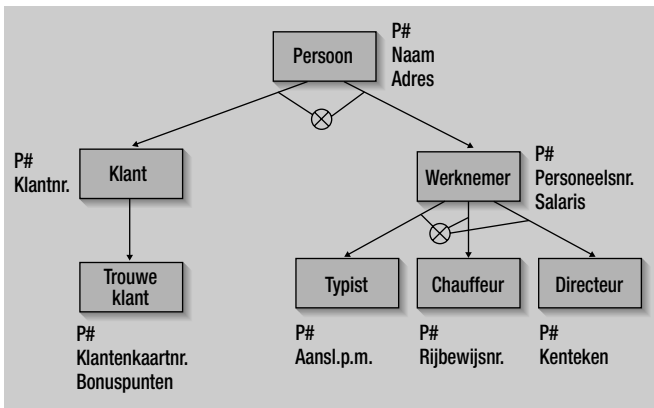 Persoon
P#
Naam
Adres
P#
Klantnr.
Klant
Werknemer
P#
Personeelsnr.
Salaris
Trouwe
klant
Typist
Chauffeur
Directeur
P#
Klantenkaartnr.
Bonuspunten
P#
Aansl.p.m.
P#
Rijbewijsnr.
P#
Kenteken